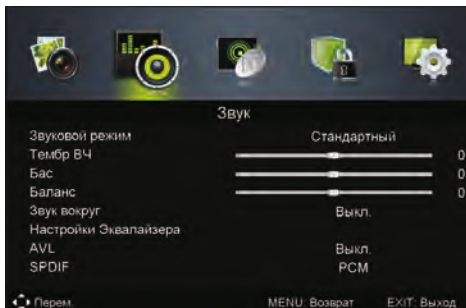 Звук
Звуковой режим Стандартный
Тембр ВЧ 0
Бас 0
Баланс 0
Звук вокруг Выкл.
Настройки Эквалайзера
AVL Выкл.
SPDIF PCM
Перем. MENU: Возврат EXIT: Выход